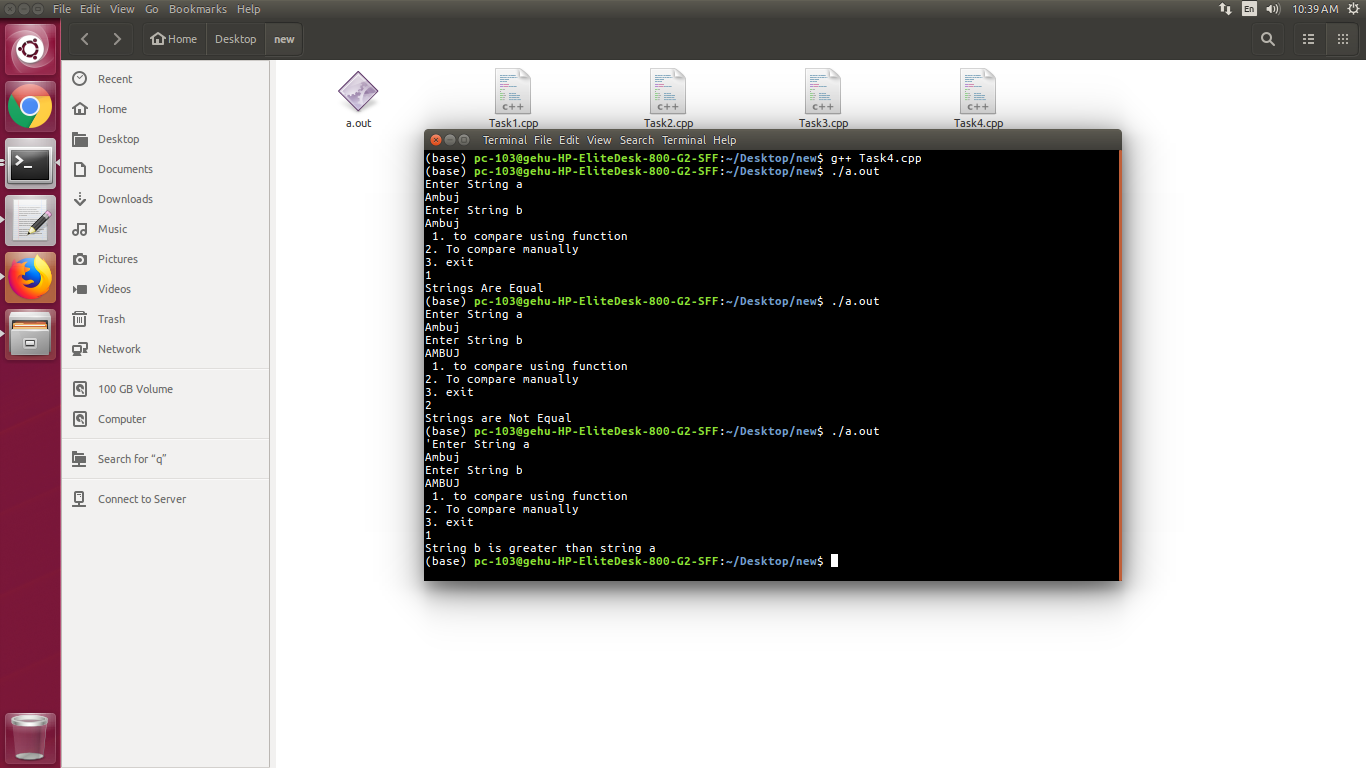 File Edit View Go Bookmarks Help
En 10:39 AM
Home Desktop new
Recent
Home
Desktop
Documents
Downloads
Music
Pictures
Videos
Trash
Network
100 GB Volume
Computer
Search for “q”
Connect to Server
a.out
C++ Task1.cpp
C++ Task2.cpp
C++ Task3.cpp
C++ Task4.cpp
Terminal File Edit View Search Terminal Help
(base) pc-103@gehu-HP-EliteDesk-800-G2-SFF:~/Desktop/new$ g++ Task4.cpp
(base) pc-103@gehu-HP-EliteDesk-800-G2-SFF:~/Desktop/new$ ./a.out
Enter String a
Ambuj
Enter String b
Ambuj
 1. to compare using function
2. To compare manually
3. exit
1
Strings Are Equal
(base) pc-103@gehu-HP-EliteDesk-800-G2-SFF:~/Desktop/new$ ./a.out
Enter String a
Ambuj
Enter String b
AMBUJ
 1. to compare using function
2. To compare manually
3. exit
2
Strings are Not Equal
(base) pc-103@gehu-HP-EliteDesk-800-G2-SFF:~/Desktop/new$ ./a.out
'Enter String a
Ambuj
Enter String b
AMBUJ
 1. to compare using function
2. To compare manually
3. exit
1
String b is greater than string a
(base) pc-103@gehu-HP-EliteDesk-800-G2-SFF:~/Desktop/new$